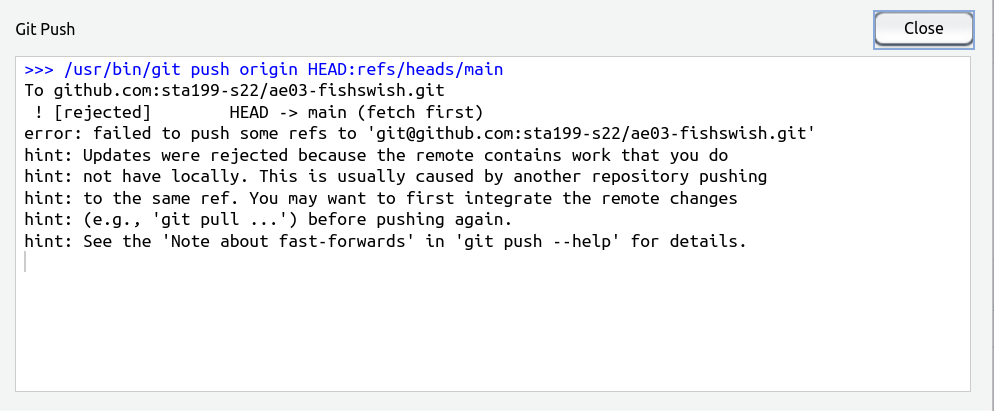 Git Push
Close
>>> /usr/bin/git push origin HEAD:refs/heads/main
To github.com:sta199-s22/ae03-fishswish.git
 ! [rejected]        HEAD -> main (fetch first)
error: failed to push some refs to 'git@github.com:sta199-s22/ae03-fishswish.git'
hint: Updates were rejected because the remote contains work that you do
hint: not have locally. This is usually caused by another repository pushing
hint: to the same ref. You may want to first integrate the remote changes
hint: (e.g., 'git pull ...') before pushing again.
hint: See the 'Note about fast-forwards' in 'git push --help' for details.